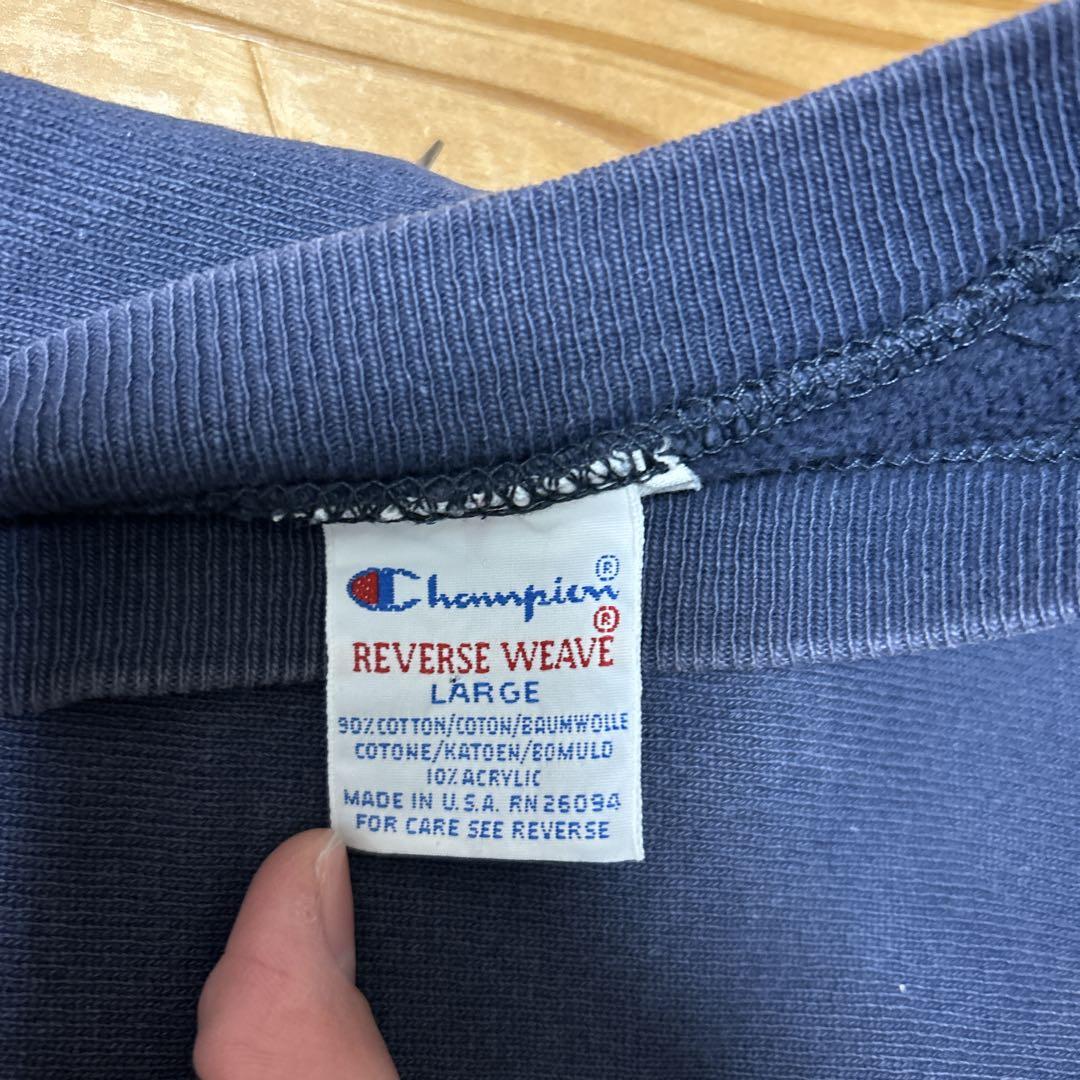 Champion®
REVERSE WEAVE®
LARGE
90% COTTON/COTON/BAUMWOLLE
COTONE/KATOEN/BOMULD
10% ACRYLIC
MADE IN U.S.A. RN 26094
FOR CARE SEE REVERSE